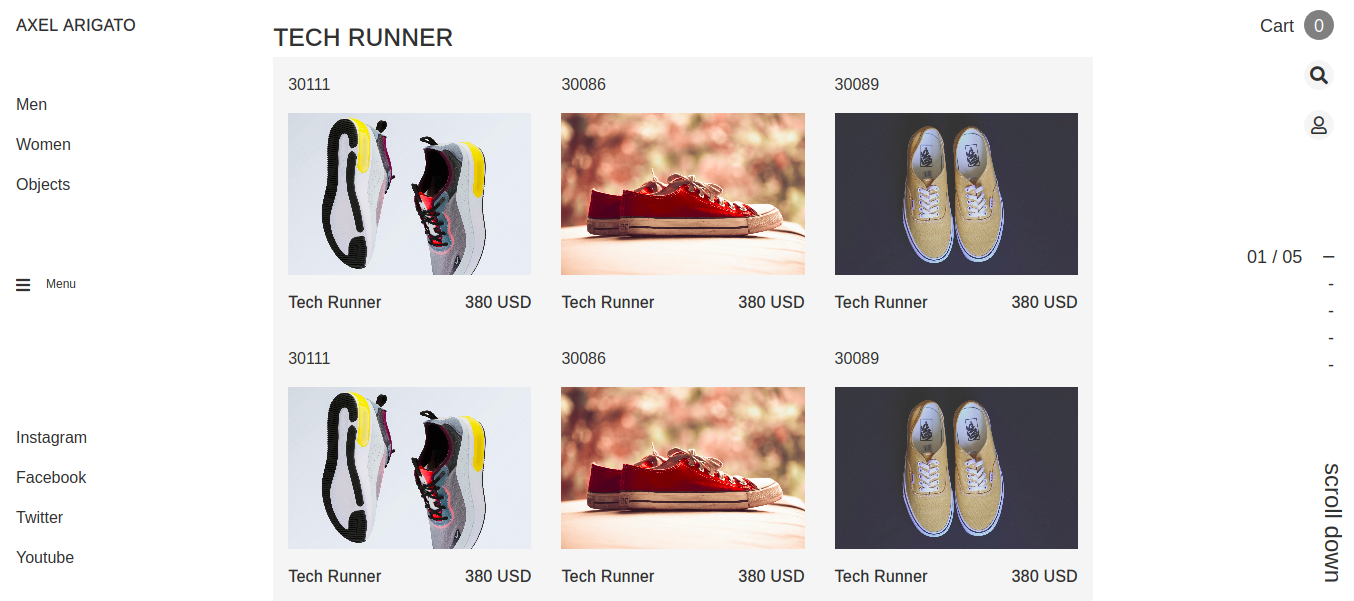 AXEL ARIGATO
Men
Women
Objects
Menu
Instagram
Facebook
Twitter
Youtube
TECH RUNNER
30111 30086 30089
Tech Runner 380 USD Tech Runner 380 USD Tech Runner 380 USD
30111 30086 30089
Tech Runner 380 USD Tech Runner 380 USD Tech Runner 380 USD
Cart 0
01 / 05
scroll down